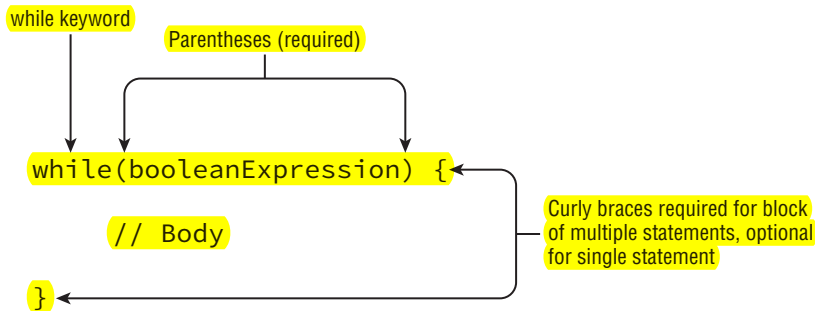 while keyword
Parentheses (required)
while(booleanExpression) {
// Body
Curly braces required for block
of multiple statements, optional
for single statement
}